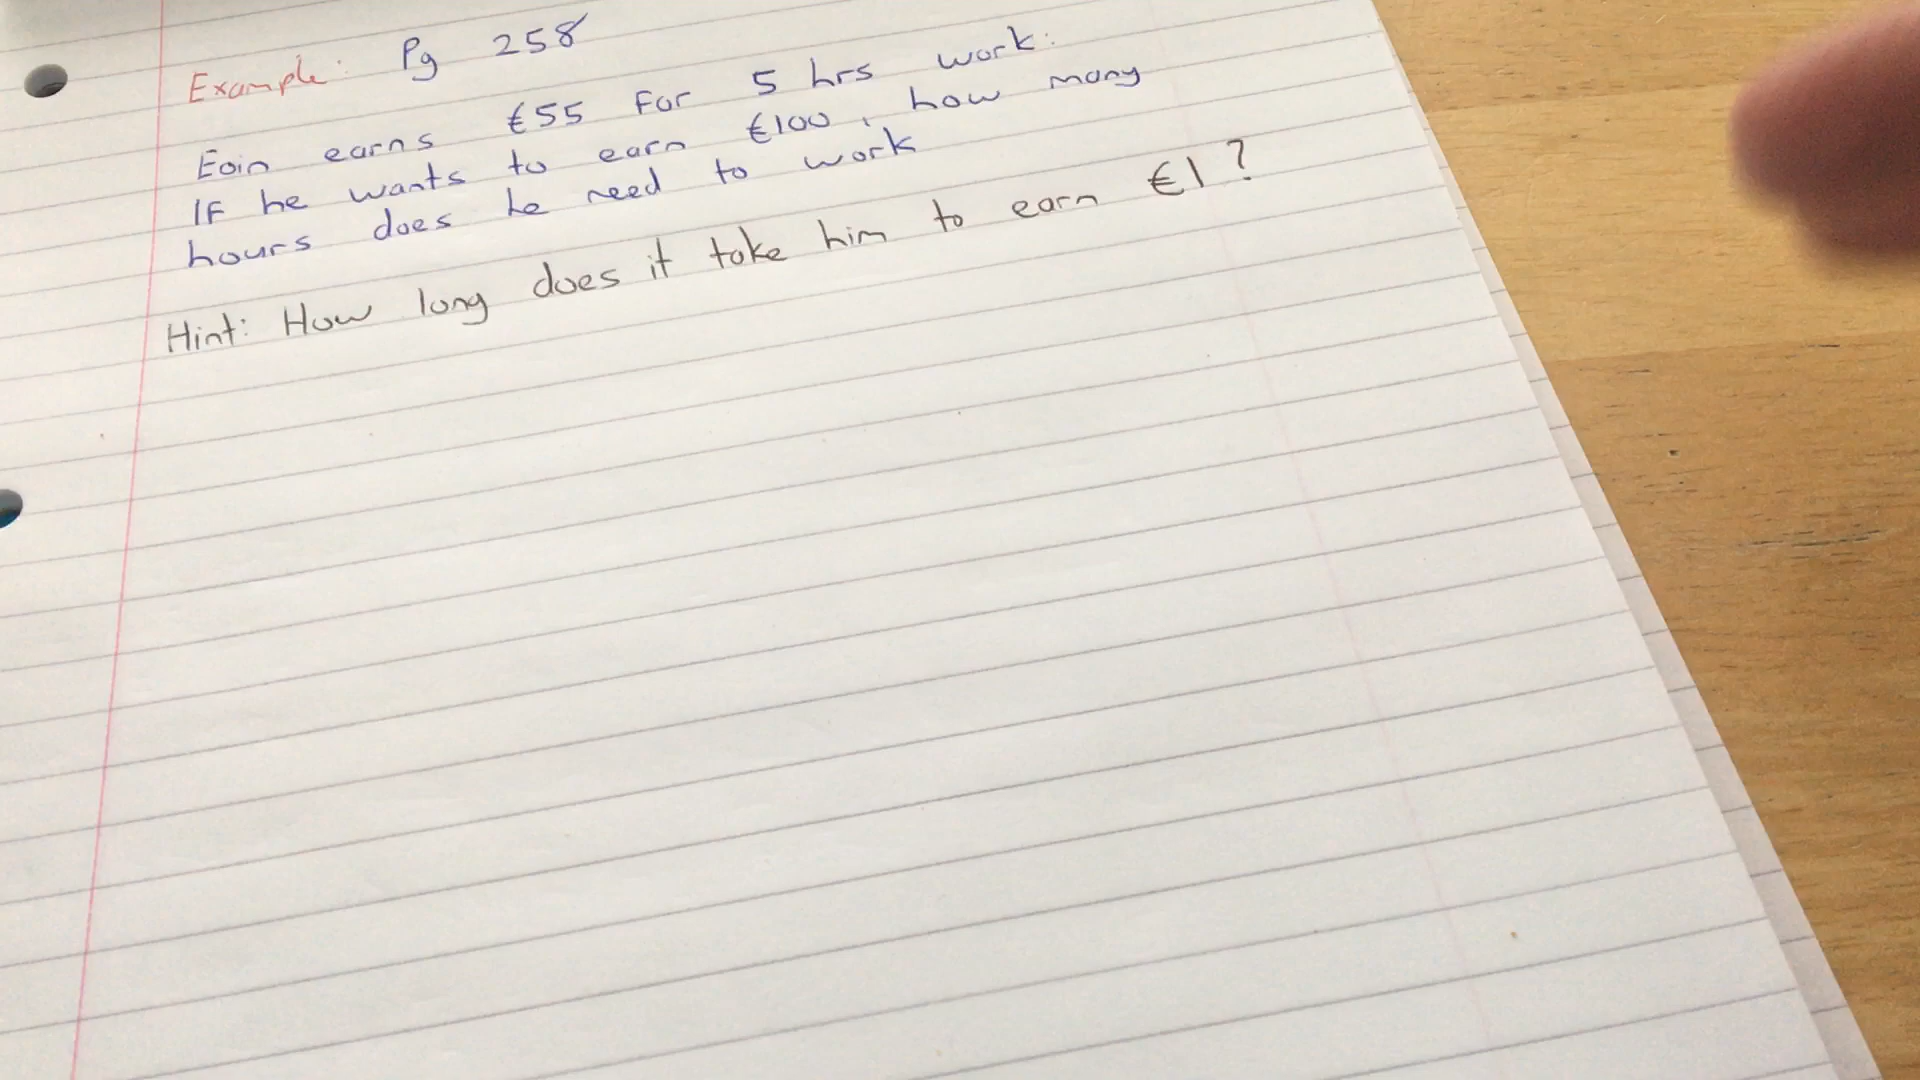 Example: Pg 258
Eoin earns €55 for 5 hrs work.
If he wants to earn €100, how many
hours does he need to work
Hint: How long does it take him to earn €1?